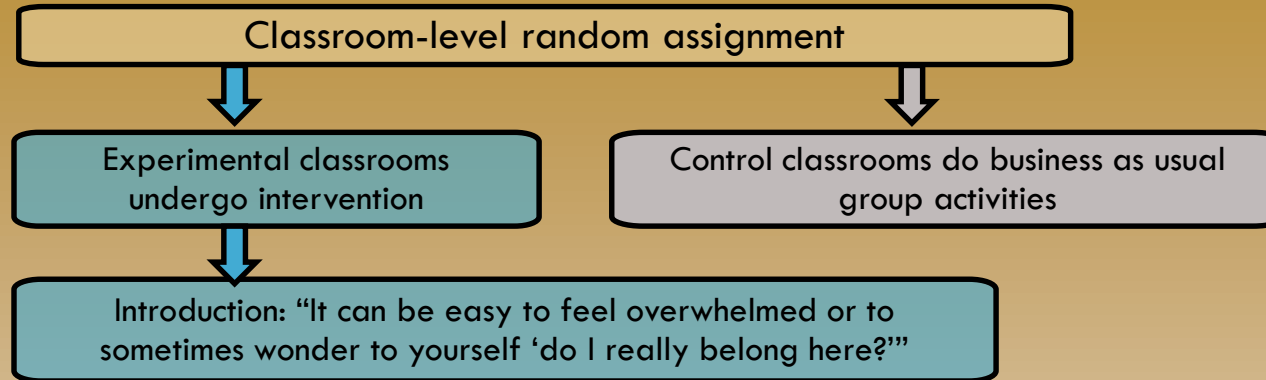 Classroom-level random assignment
Experimental classrooms
undergo intervention
Control classrooms do business as usual
group activities
Introduction: “It can be easy to feel overwhelmed or to
sometimes wonder to yourself ‘do I really belong here?’”